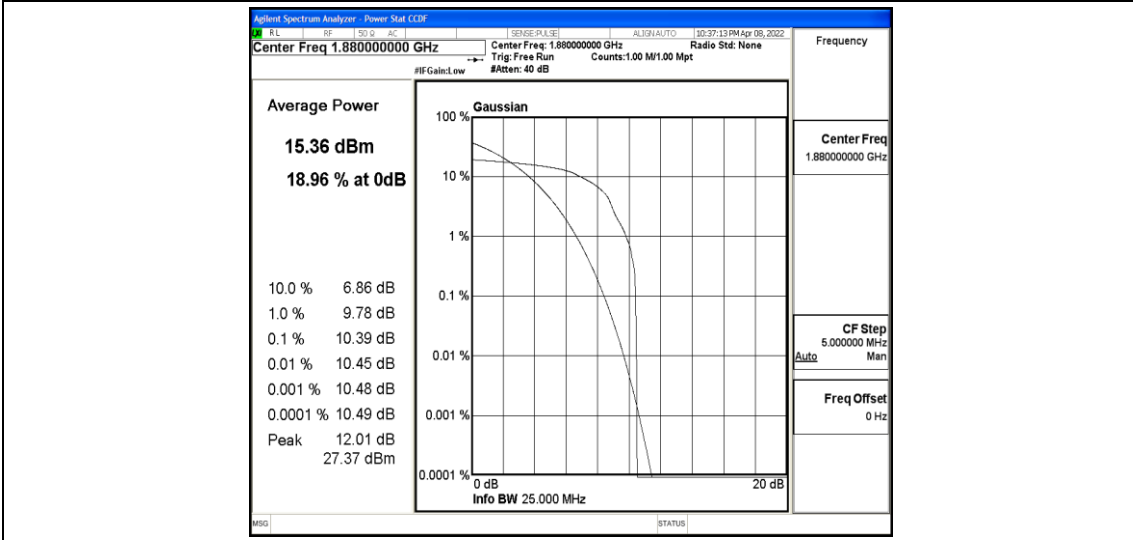 Agilent Spectrum Analyzer - Power Stat CCDF
RL RF 50 Ω AC SENSE:PULSE ALIGN AUTO 10:37:13 PM Apr 08, 2022
Center Freq 1.880000000 GHz
Center Freq: 1.880000000 GHz Radio Std: None
Trig: Free Run Counts:1.00 M/1.00 Mpt
#IFGain:Low #Atten: 40 dB
Frequency
Average Power
15.36 dBm
18.96 % at 0dB
10.0 % 6.86 dB
1.0 % 9.78 dB
0.1 % 10.39 dB
0.01 % 10.45 dB
0.001 % 10.48 dB
0.0001 % 10.49 dB
Peak 12.01 dB
27.37 dBm
Gaussian
100 %
10 %
1 %
0.1 %
0.01 %
0.001 %
0.0001 %
0 dB 20 dB
Info BW 25.000 MHz
Center Freq
1.880000000 GHz
CF Step
5.000000 MHz
Auto Man
Freq Offset
0 Hz
MSG STATUS